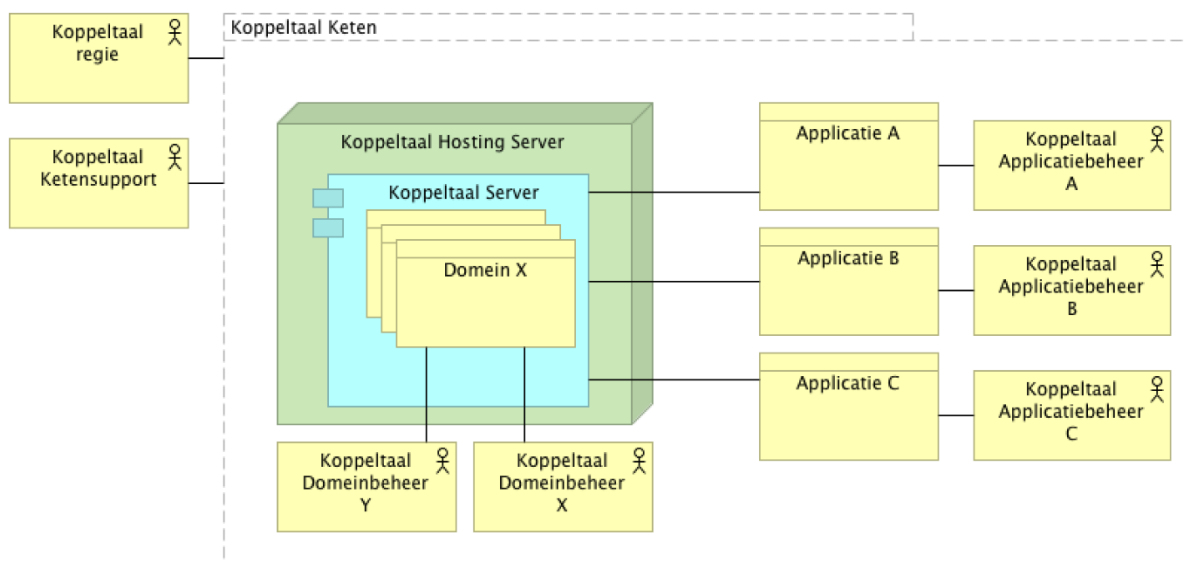 Koppeltaal
regie
Koppeltaal Keten
Koppeltaal
Ketensupport
Koppeltaal Hosting Server
Koppeltaal Server
Domein X
Applicatie A
Koppeltaal
Applicatiebeheer
A
Applicatie B
Koppeltaal
Applicatiebeheer
B
Applicatie C
Koppeltaal
Applicatiebeheer
C
Koppeltaal
Domeinbeheer
Y
Koppeltaal
Domeinbeheer
X